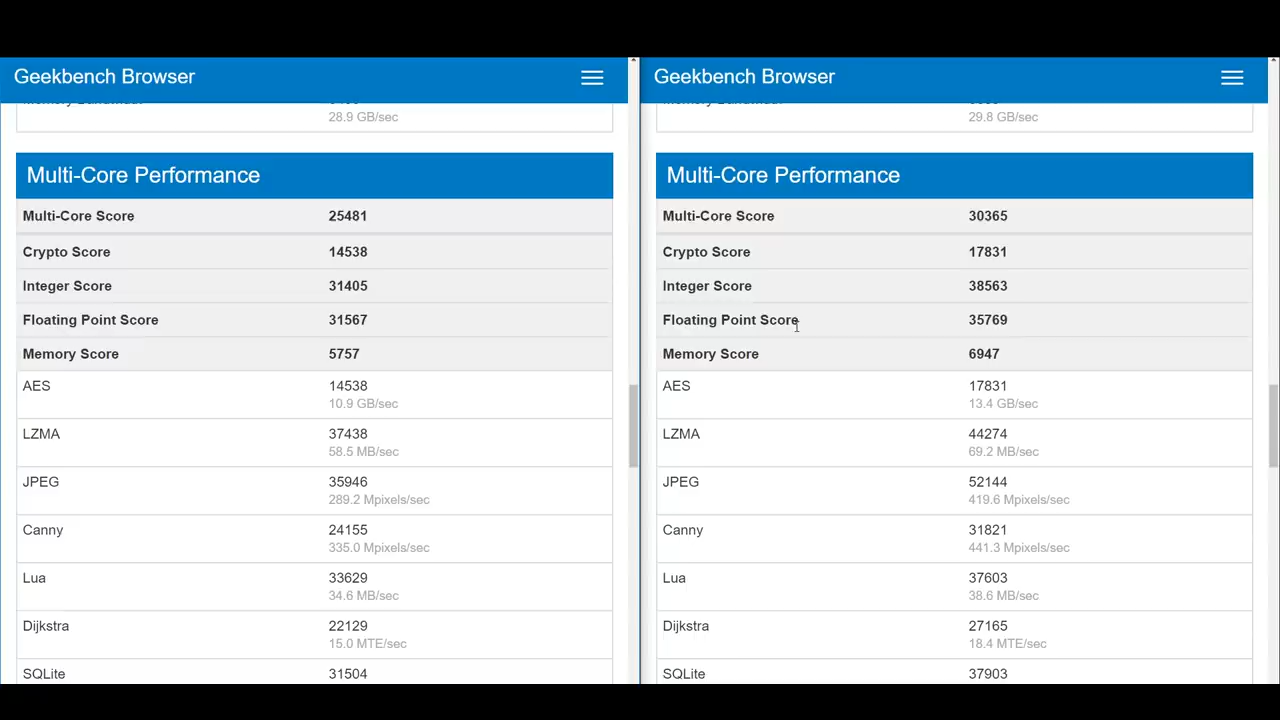 Geekbench Browser
28.9 GB/sec
Multi-Core Performance
Multi-Core Score 25481
Crypto Score 14538
Integer Score 31405
Floating Point Score 31567
Memory Score 5757
AES 14538
10.9 GB/sec
LZMA 37438
58.5 MB/sec
JPEG 35946
289.2 Mpixels/sec
Canny 24155
335.0 Mpixels/sec
Lua 33629
34.6 MB/sec
Dijkstra 22129
15.0 MTE/sec
SQLite 31504
Geekbench Browser
29.8 GB/sec
Multi-Core Performance
Multi-Core Score 30365
Crypto Score 17831
Integer Score 38563
Floating Point Score 35769
Memory Score 6947
AES 17831
13.4 GB/sec
LZMA 44274
69.2 MB/sec
JPEG 52144
419.6 Mpixels/sec
Canny 31821
441.3 Mpixels/sec
Lua 37603
38.6 MB/sec
Dijkstra 27165
18.4 MTE/sec
SQLite 37903